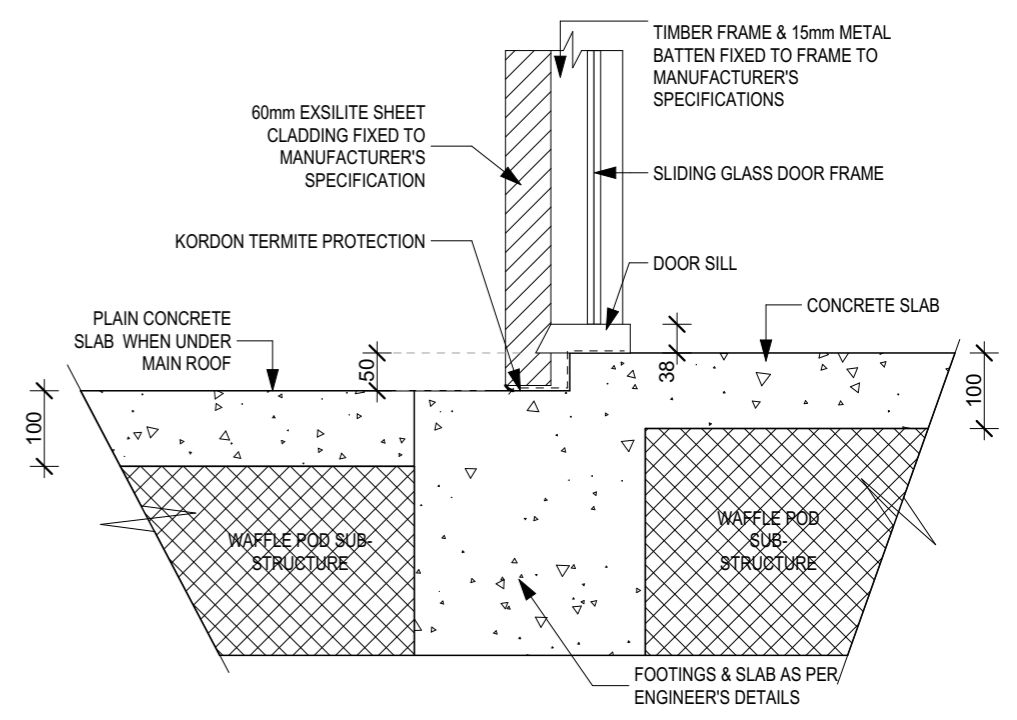 TIMBER FRAME & 15mm METAL
BATTEN FIXED TO FRAME TO
MANUFACTURER'S
SPECIFICATIONS
60mm EXSILITE SHEET
CLADDING FIXED TO
MANUFACTURER'S
SPECIFICATION
SLIDING GLASS DOOR FRAME
KORDON TERMITE PROTECTION
DOOR SILL
CONCRETE SLAB
PLAIN CONCRETE
SLAB WHEN UNDER
MAIN ROOF
50
38
100
100
WAFFLE POD SUB-
STRUCTURE
WAFFLE POD
SUB-
STRUCTURE
FOOTINGS & SLAB AS PER
ENGINEER'S DETAILS